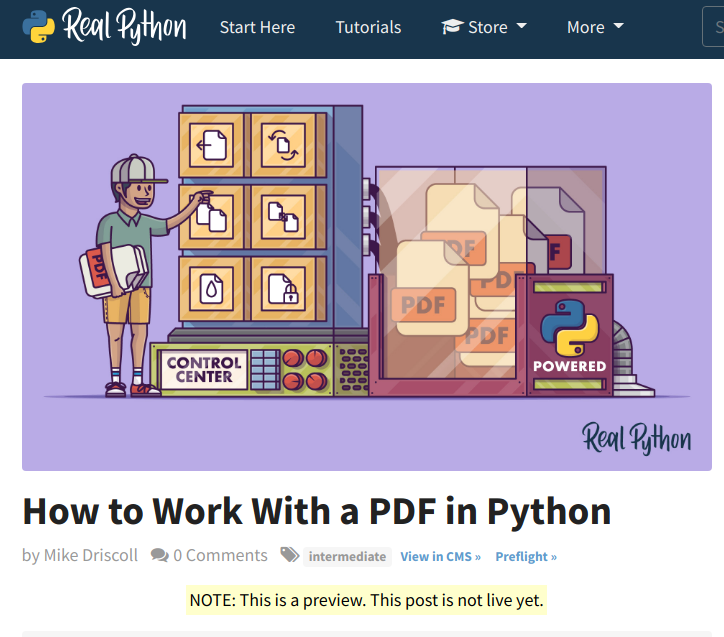 Real Python Start Here Tutorials Store More
PDF
PDF
PDF
PDF
PDF
CONTROL
CENTER
POWERED
Real Python
How to Work With a PDF in Python
by Mike Driscoll 0 Comments intermediate View in CMS » Preflight »
NOTE: This is a preview. This post is not live yet.